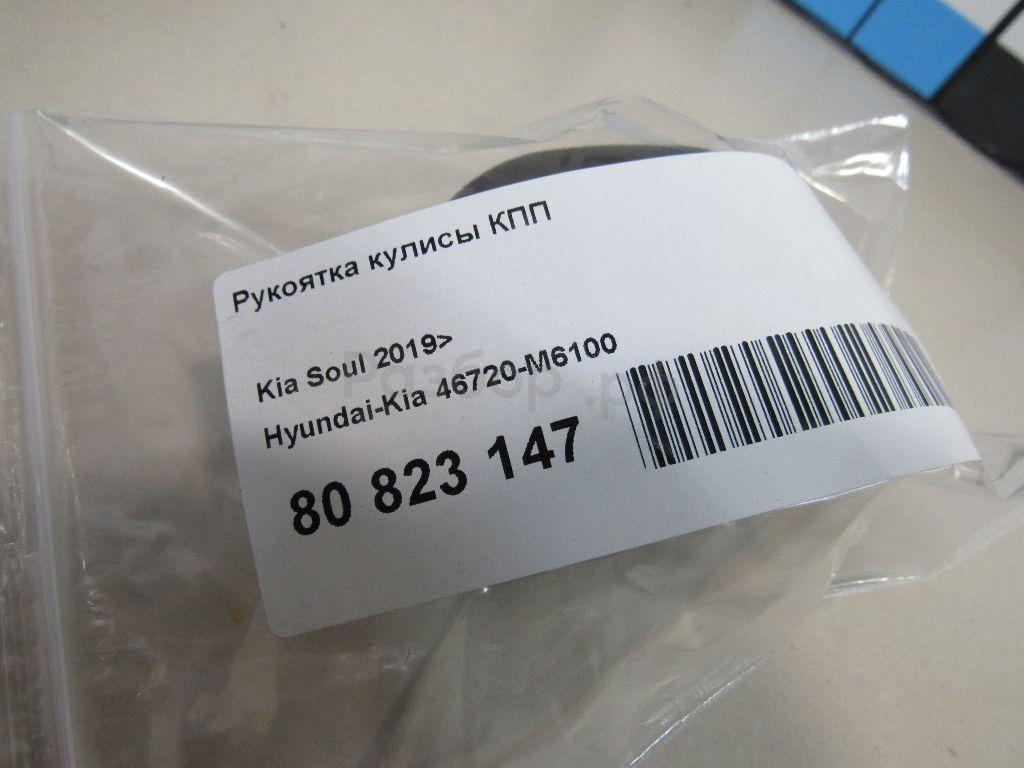 Рукоятка кулисы КПП
Kia Soul 2019>
Hyundai-Kia 46720-M6100
80 823 147